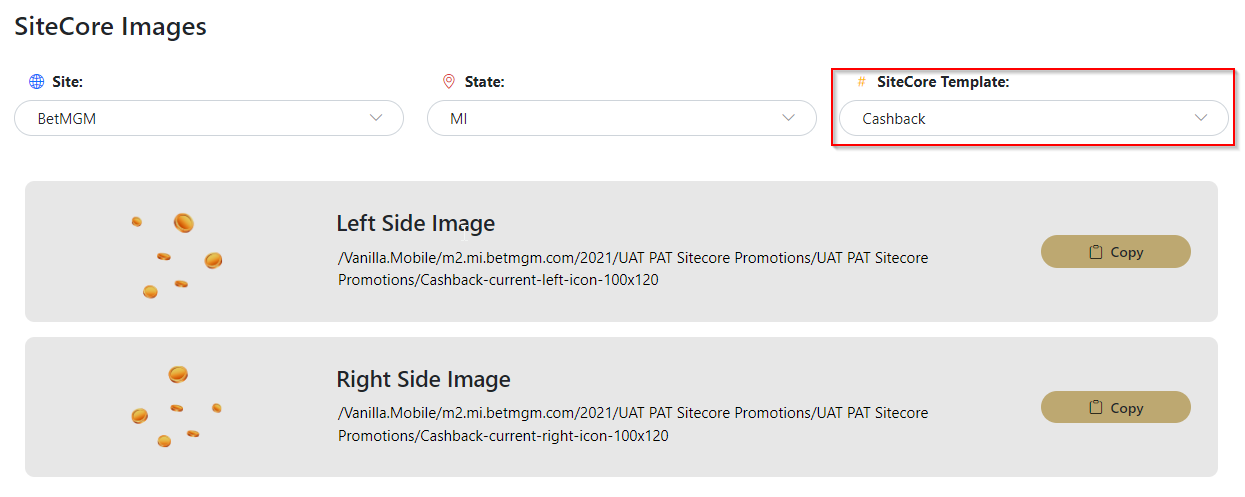 SiteCore Images
Site:
State:
# SiteCore Template:
BetMGM
MI
Cashback
Left Side Image
/Vanilla.Mobile/m2.mi.betmgm.com/2021/UAT PAT Sitecore Promotions/UAT PAT Sitecore
Promotions/Cashback-current-left-icon-100x120
Copy
Right Side Image
/Vanilla.Mobile/m2.mi.betmgm.com/2021/UAT PAT Sitecore Promotions/UAT PAT Sitecore
Promotions/Cashback-current-right-icon-100x120
Copy